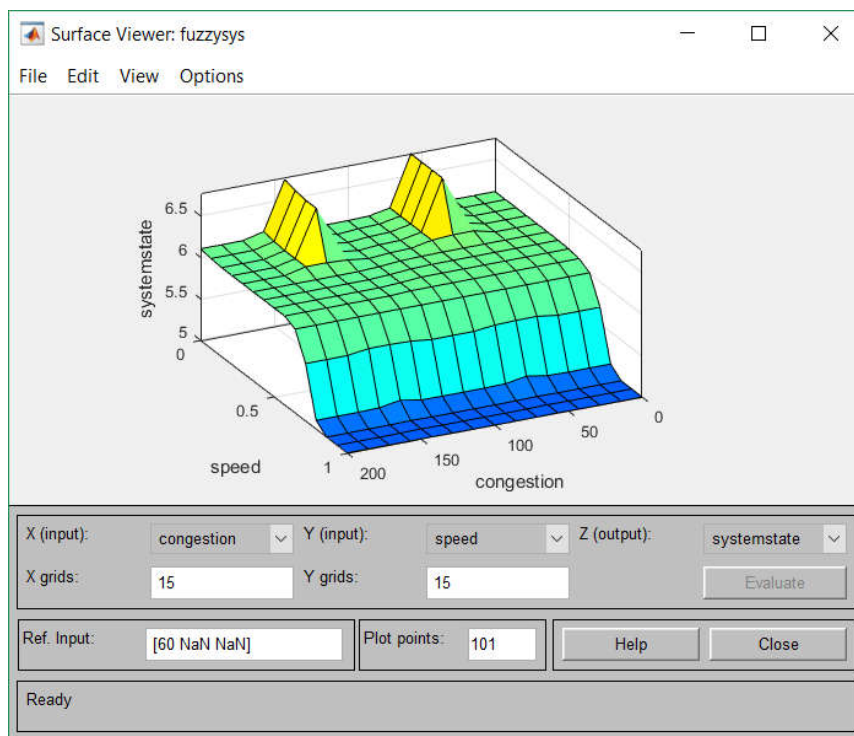 Surface Viewer: fuzzysys
File Edit View Options
systemstate
6.5
6
5.5
5
0
0.5
1
speed
200
150
100
50
0
congestion
X (input): congestion Y (input): speed Z (output): systemstate
X grids: 15 Y grids: 15 Evaluate
Ref. Input: [60 NaN NaN] Plot points: 101 Help Close
Ready